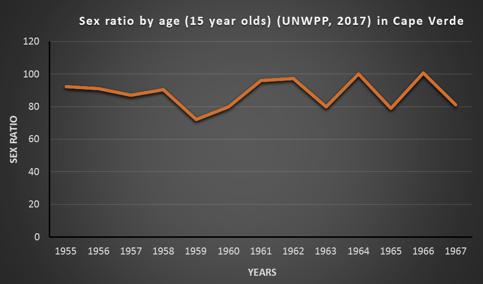 Sex ratio by age (15 year olds) (UNWPP, 2017) in Cape Verde
120
100
80
60
40
20
0
SEX RATIO
1955 1956 1957 1958 1959 1960 1961 1962 1963 1964 1965 1966 1967
YEARS